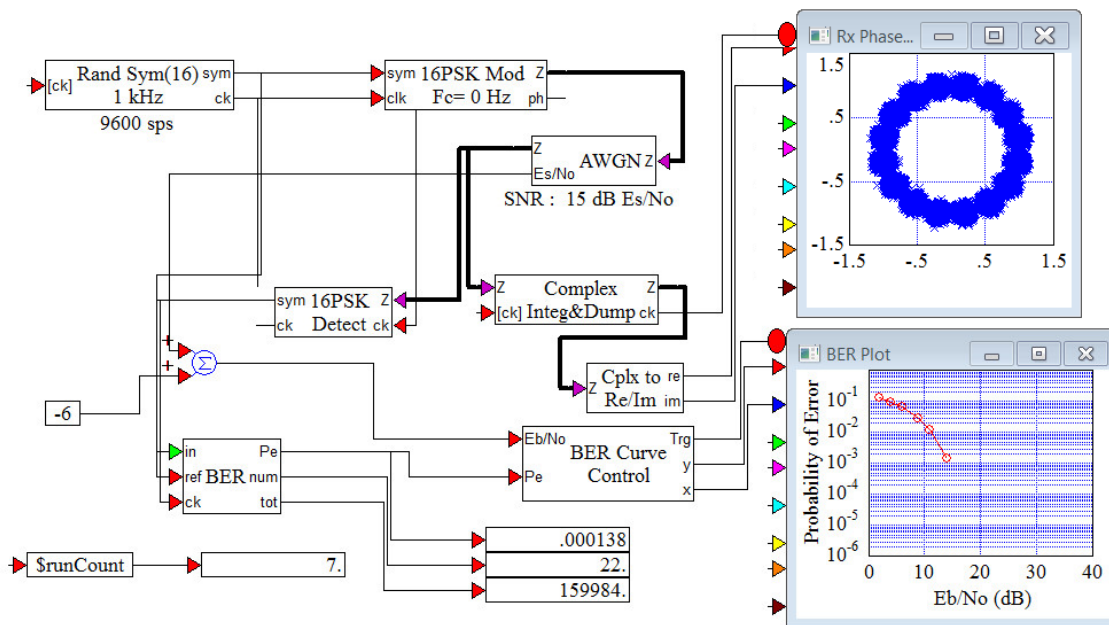 Rand Sym(16)
1 kHz
[ck]
sym
ck
9600 sps
16PSK Mod
Fc= 0 Hz
sym
clk
Z
ph
AWGN
Z
Es/No
Z
SNR : 15 dB Es/No
16PSK
Detect
sym
ck
Z
ck
Complex
Integ&Dump
Z
[ck]
Z
ck
Cplx to
Re/Im
Z
re
im
+
+
Σ
-6
BER
in
ref
ck
Pe
num
tot
BER Curve
Control
Eb/No
Pe
Trg
y
x
.000138
22.
159984.
$runCount
7.
Rx Phase...
1.5
.5
-.5
-1.5
-1.5 -.5 .5 1.5
BER Plot
Probability of Error
10-1
10-2
10-3
10-4
10-5
10-6
0 10 20 40
Eb/No (dB)